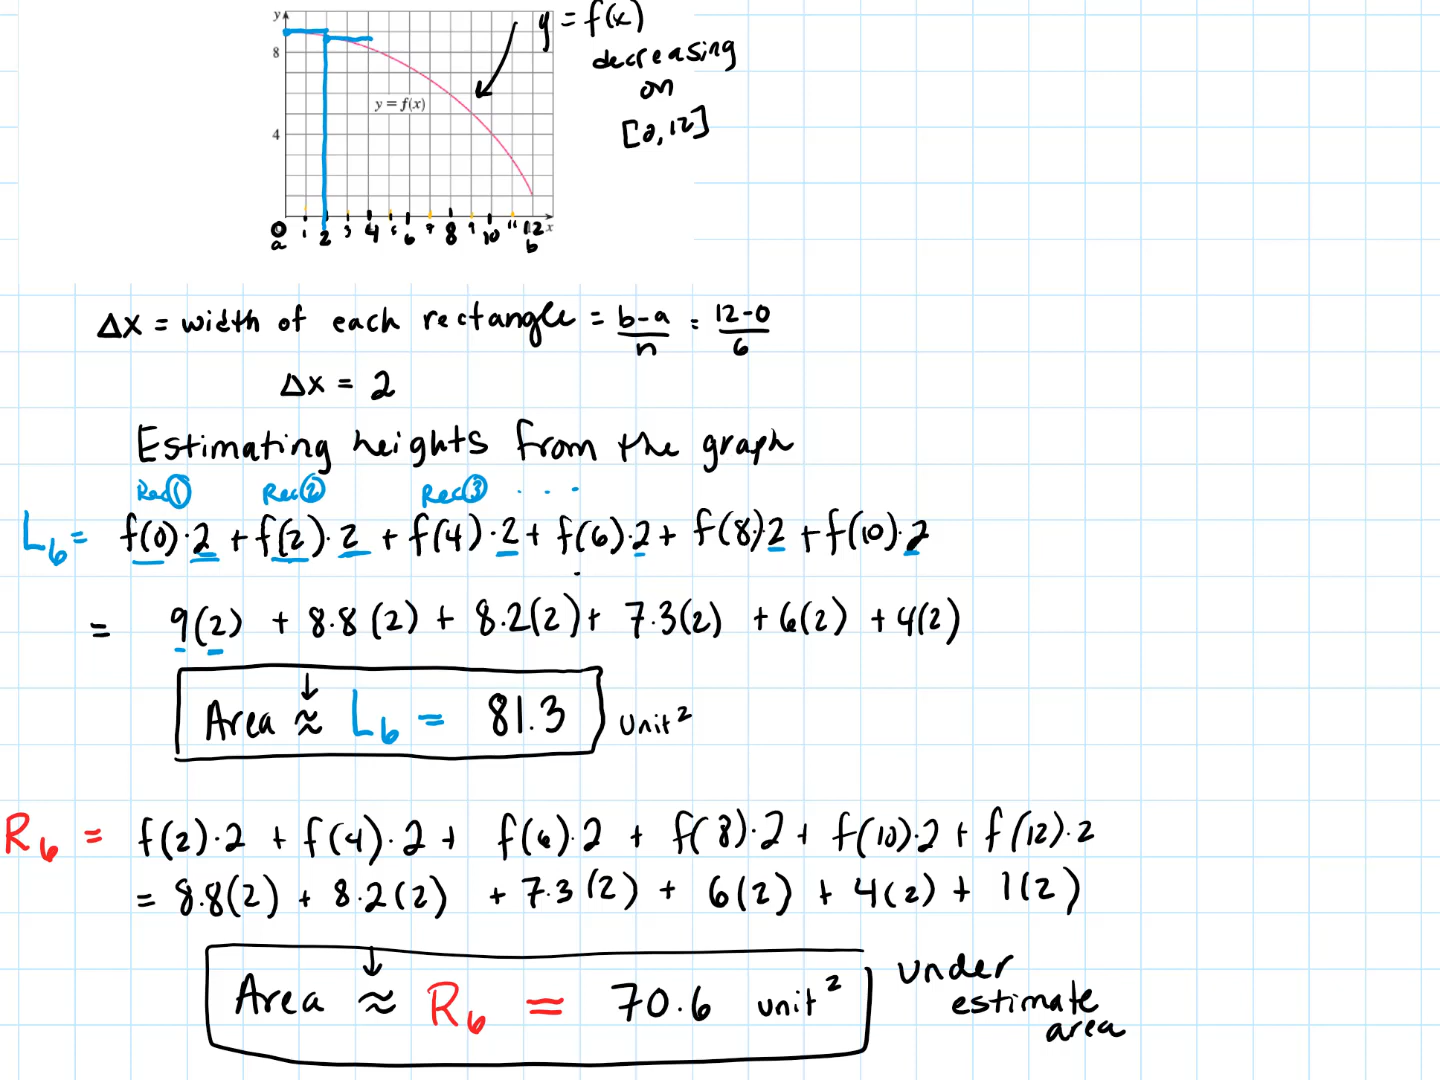 y
8
4
y = f(x)
y = f(x)
decreasing
on
[0,12]
0 1 2 3 4 5 6 7 8 9 10 11 12 x
a b
Δx = width of each rectangle = b-a/n = 12-0/6
Δx = 2
Estimating heights from the graph
Rec① Rec② Rec③ ...
L6 = f(0)·2 + f(2)·2 + f(4)·2 + f(6)·2 + f(8)·2 + f(10)·2
= 9(2) + 8.8(2) + 8.2(2) + 7.3(2) + 6(2) + 4(2)
↓
Area ≈ L6 = 81.3 unit²
R6 = f(2)·2 + f(4)·2 + f(6)·2 + f(8)·2 + f(10)·2 + f(12)·2
= 8.8(2) + 8.2(2) + 7.3(2) + 6(2) + 4(2) + 1(2)
↓
Area ≈ R6 = 70.6 unit²
under
estimate
area